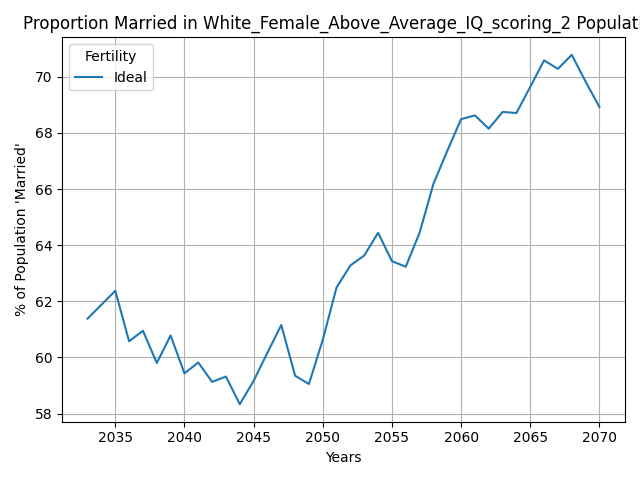 Proportion Married in White_Female_Above_Average_IQ_scoring_2 Populati
Fertility
Ideal
% of Population 'Married'
70
68
66
64
62
60
58
2035 2040 2045 2050 2055 2060 2065 2070
Years